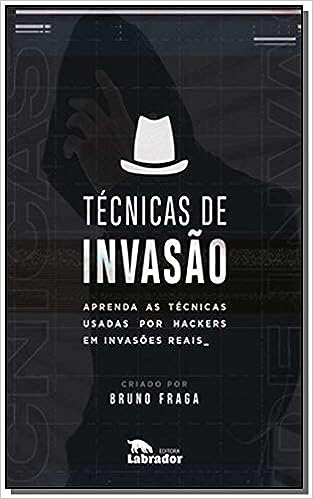 TÉCNICAS DE
INVASÃO
APRENDA AS TÉCNICAS
USADAS POR HACKERS
EM INVASÕES REAIS_
CRIADO POR
BRUNO FRAGA
EDITORA
Labrador